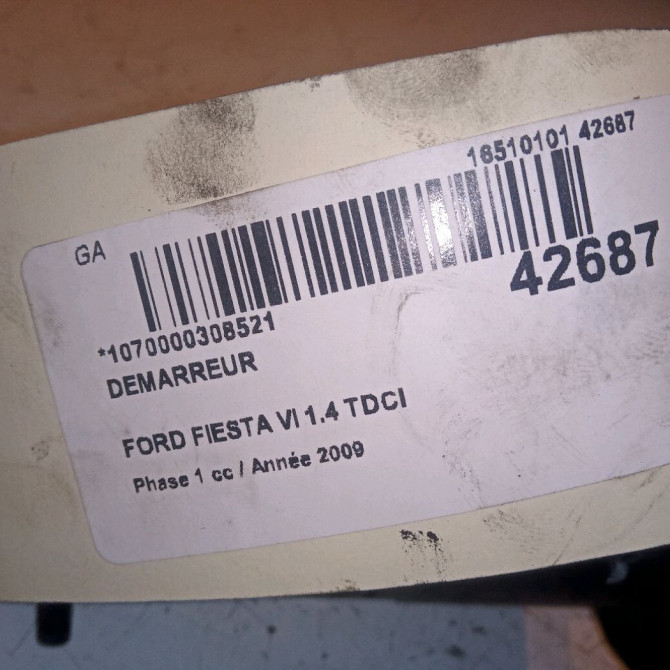 16510101 42687
GA
42687
*1070000308521
DEMARREUR
FORD FIESTA VI 1.4 TDCI
Phase 1 cc / Année 2009